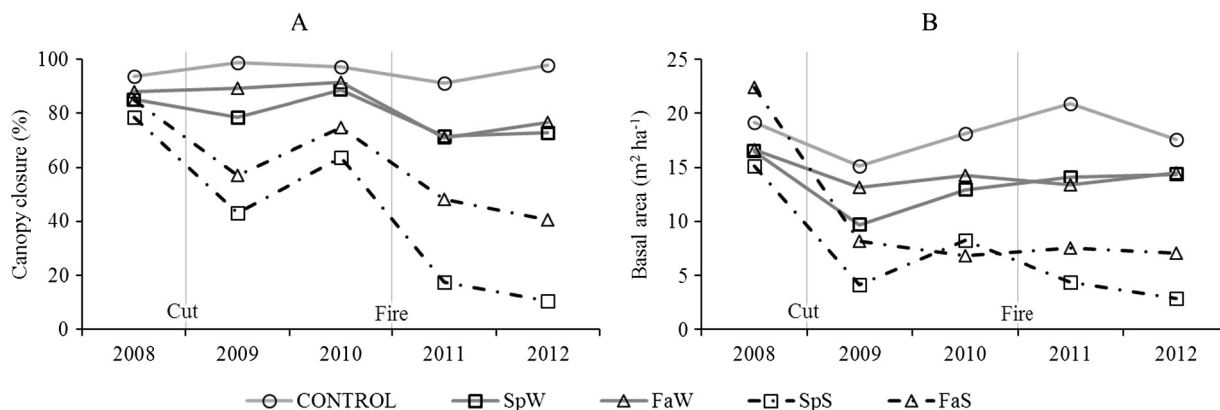 A
B
Canopy closure (%)
100
80
60
40
20
0
Cut
Fire
2008 2009 2010 2011 2012
Basal area (m² ha⁻¹)
25
20
15
10
5
0
Cut
Fire
2008 2009 2010 2011 2012
CONTROL SpW FaW SpS FaS